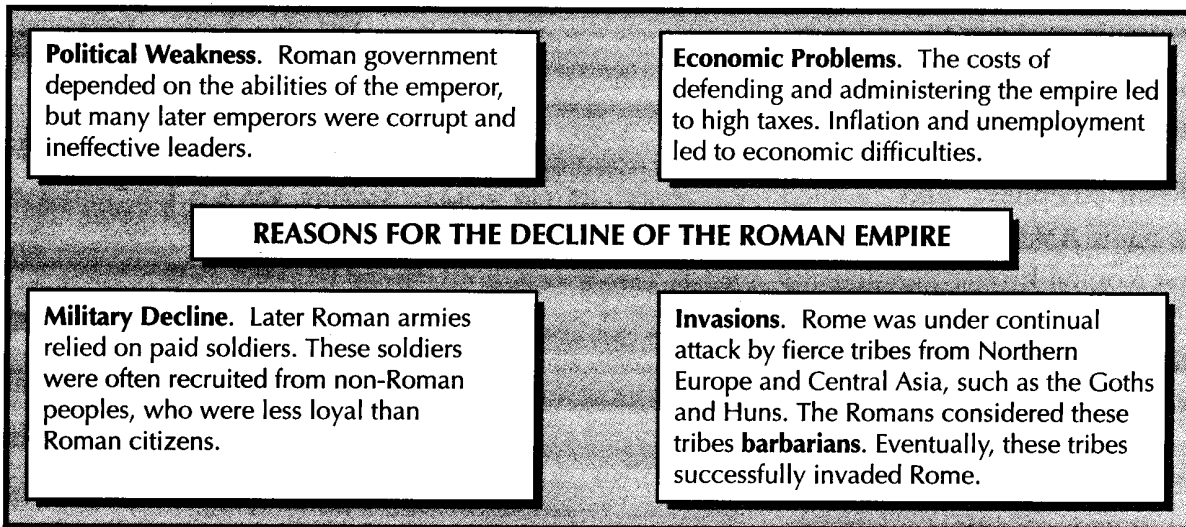 Political Weakness. Roman government
depended on the abilities of the emperor,
but many later emperors were corrupt and
ineffective leaders.
Economic Problems. The costs of
defending and administering the empire led
to high taxes. Inflation and unemployment
led to economic difficulties.
REASONS FOR THE DECLINE OF THE ROMAN EMPIRE
Military Decline. Later Roman armies
relied on paid soldiers. These soldiers
were often recruited from non-Roman
peoples, who were less loyal than
Roman citizens.
Invasions. Rome was under continual
attack by fierce tribes from Northern
Europe and Central Asia, such as the Goths
and Huns. The Romans considered these
tribes barbarians. Eventually, these tribes
successfully invaded Rome.